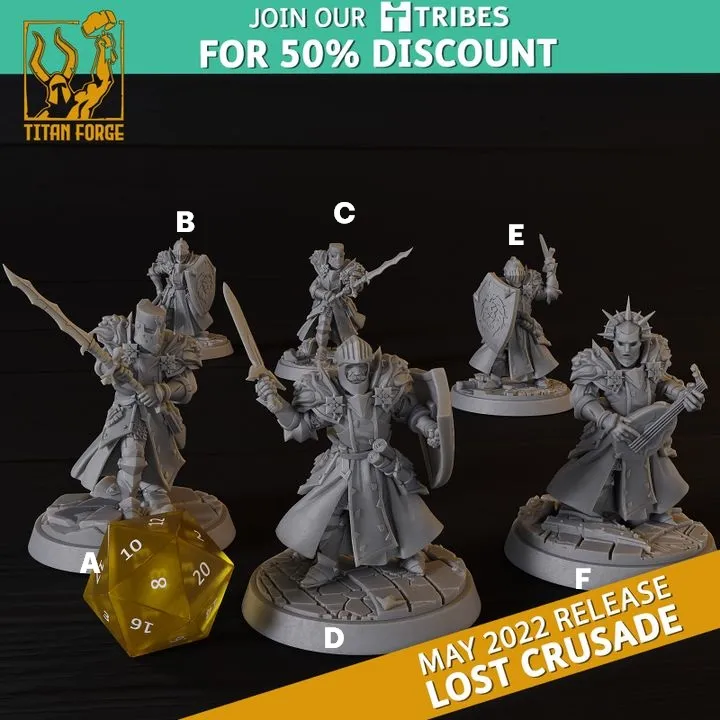 JOIN OUR TRIBES
FOR 50% DISCOUNT
TITAN FORGE
B
C
E
A
10
12
8
20
16
D
F
MAY 2022 RELEASE
LOST CRUSADE